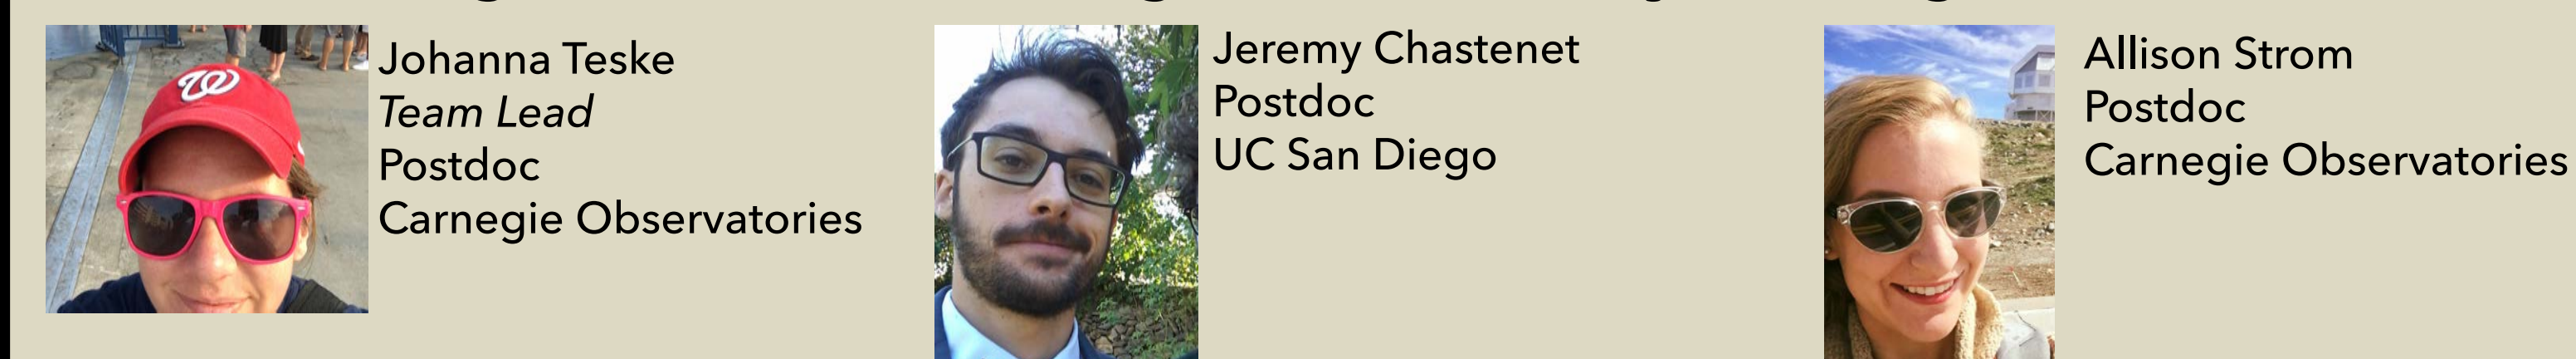 Johanna Teske
Team Lead
Postdoc
Carnegie Observatories
Jeremy Chastenet
Postdoc
UC San Diego
Allison Strom
Postdoc
Carnegie Observatories
W